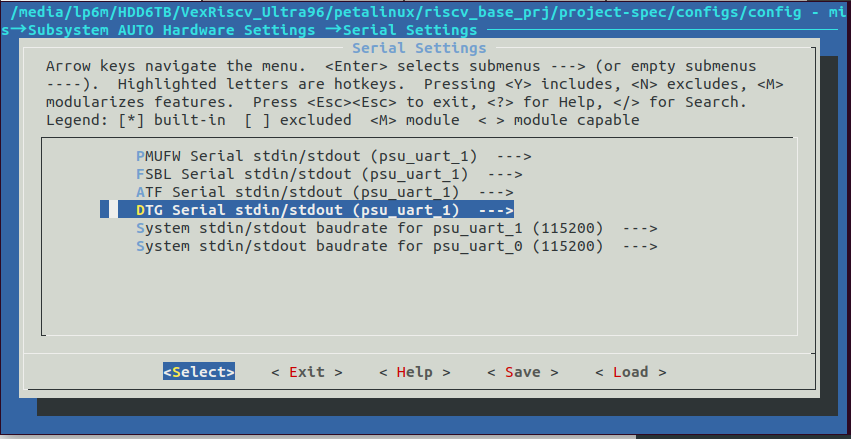 /media/lp6m/HDD6TB/VexRiscv_Ultra96/petalinux/riscv_base_prj/project-spec/configs/config - mi
s→Subsystem AUTO Hardware Settings →Serial Settings
Serial Settings
Arrow keys navigate the menu. <Enter> selects submenus ---> (or empty submenus
----). Highlighted letters are hotkeys. Pressing <Y> includes, <N> excludes, <M>
modularizes features. Press <Esc><Esc> to exit, <?> for Help, </> for Search.
Legend: [*] built-in [ ] excluded <M> module < > module capable
PMUFW Serial stdin/stdout (psu_uart_1) --->
FSBL Serial stdin/stdout (psu_uart_1) --->
ATF Serial stdin/stdout (psu_uart_1) --->
DTG Serial stdin/stdout (psu_uart_1) --->
System stdin/stdout baudrate for psu_uart_1 (115200) --->
System stdin/stdout baudrate for psu_uart_0 (115200) --->
<Select> < Exit > < Help > < Save > < Load >